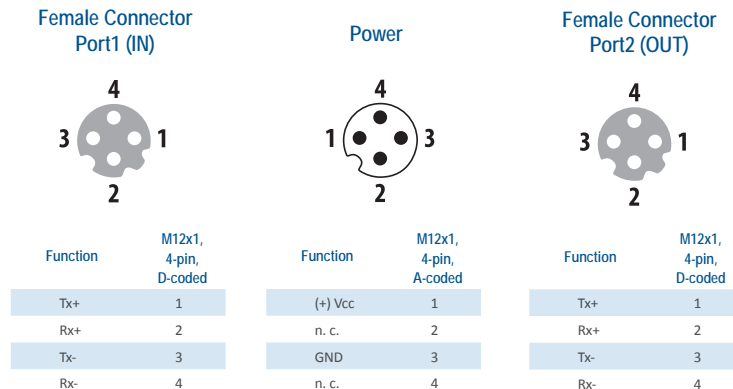 Female Connector
Port1 (IN)
4
3 1
2
Function M12x1, 4-pin, D-coded
Tx+ 1
Rx+ 2
Tx- 3
Rx- 4
Power
4
1 3
2
Function M12x1, 4-pin, A-coded
(+) Vcc 1
n. c. 2
GND 3
n. c. 4
Female Connector
Port2 (OUT)
4
3 1
2
Function M12x1, 4-pin, D-coded
Tx+ 1
Rx+ 2
Tx- 3
Rx- 4